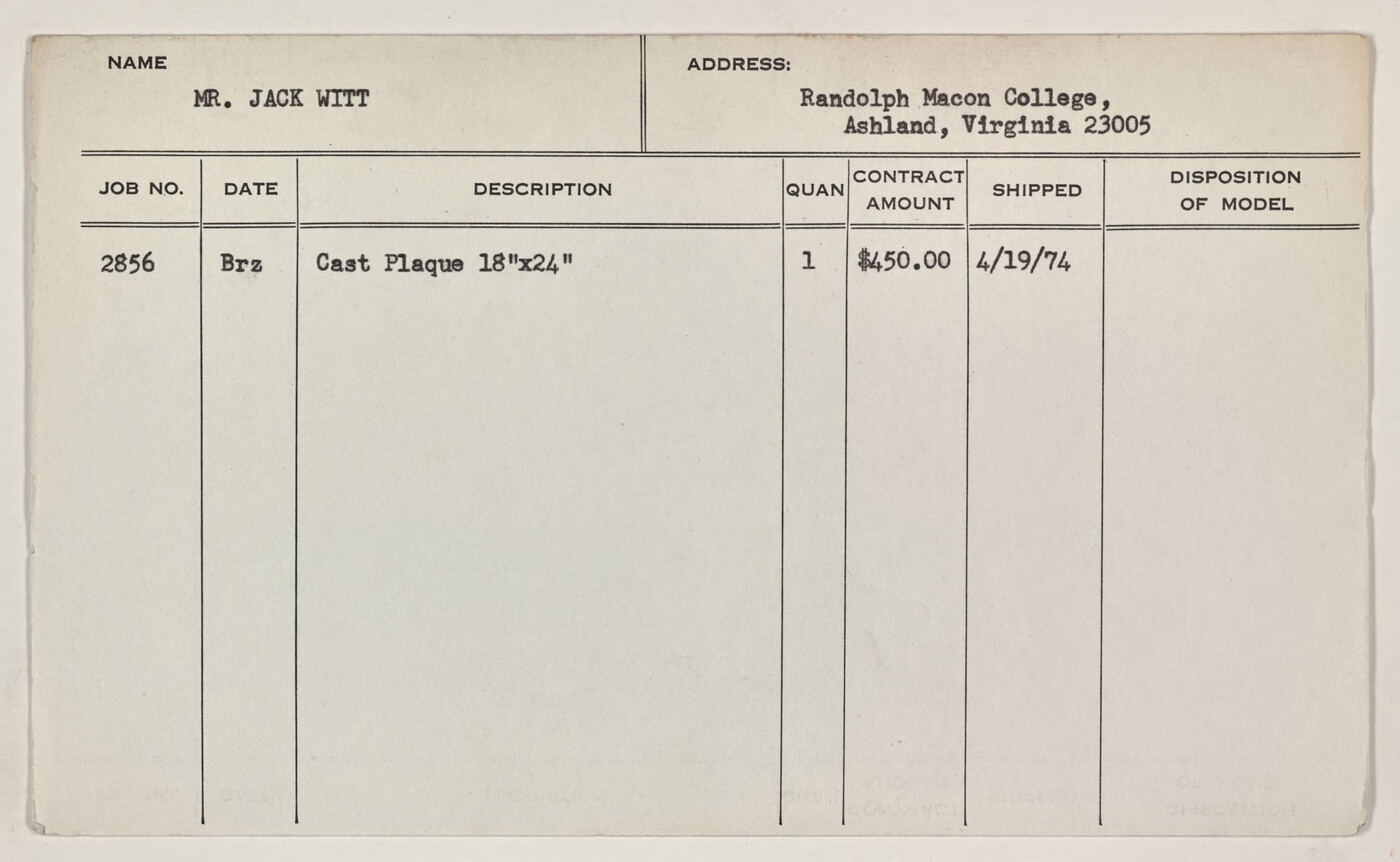 NAME
MR. JACK WITT
ADDRESS:
Randolph Macon College,
Ashland, Virginia 23005
JOB NO. DATE DESCRIPTION QUAN CONTRACT AMOUNT SHIPPED DISPOSITION OF MODEL
2856 Brz Cast Plaque 18"x24" 1 $450.00 4/19/74